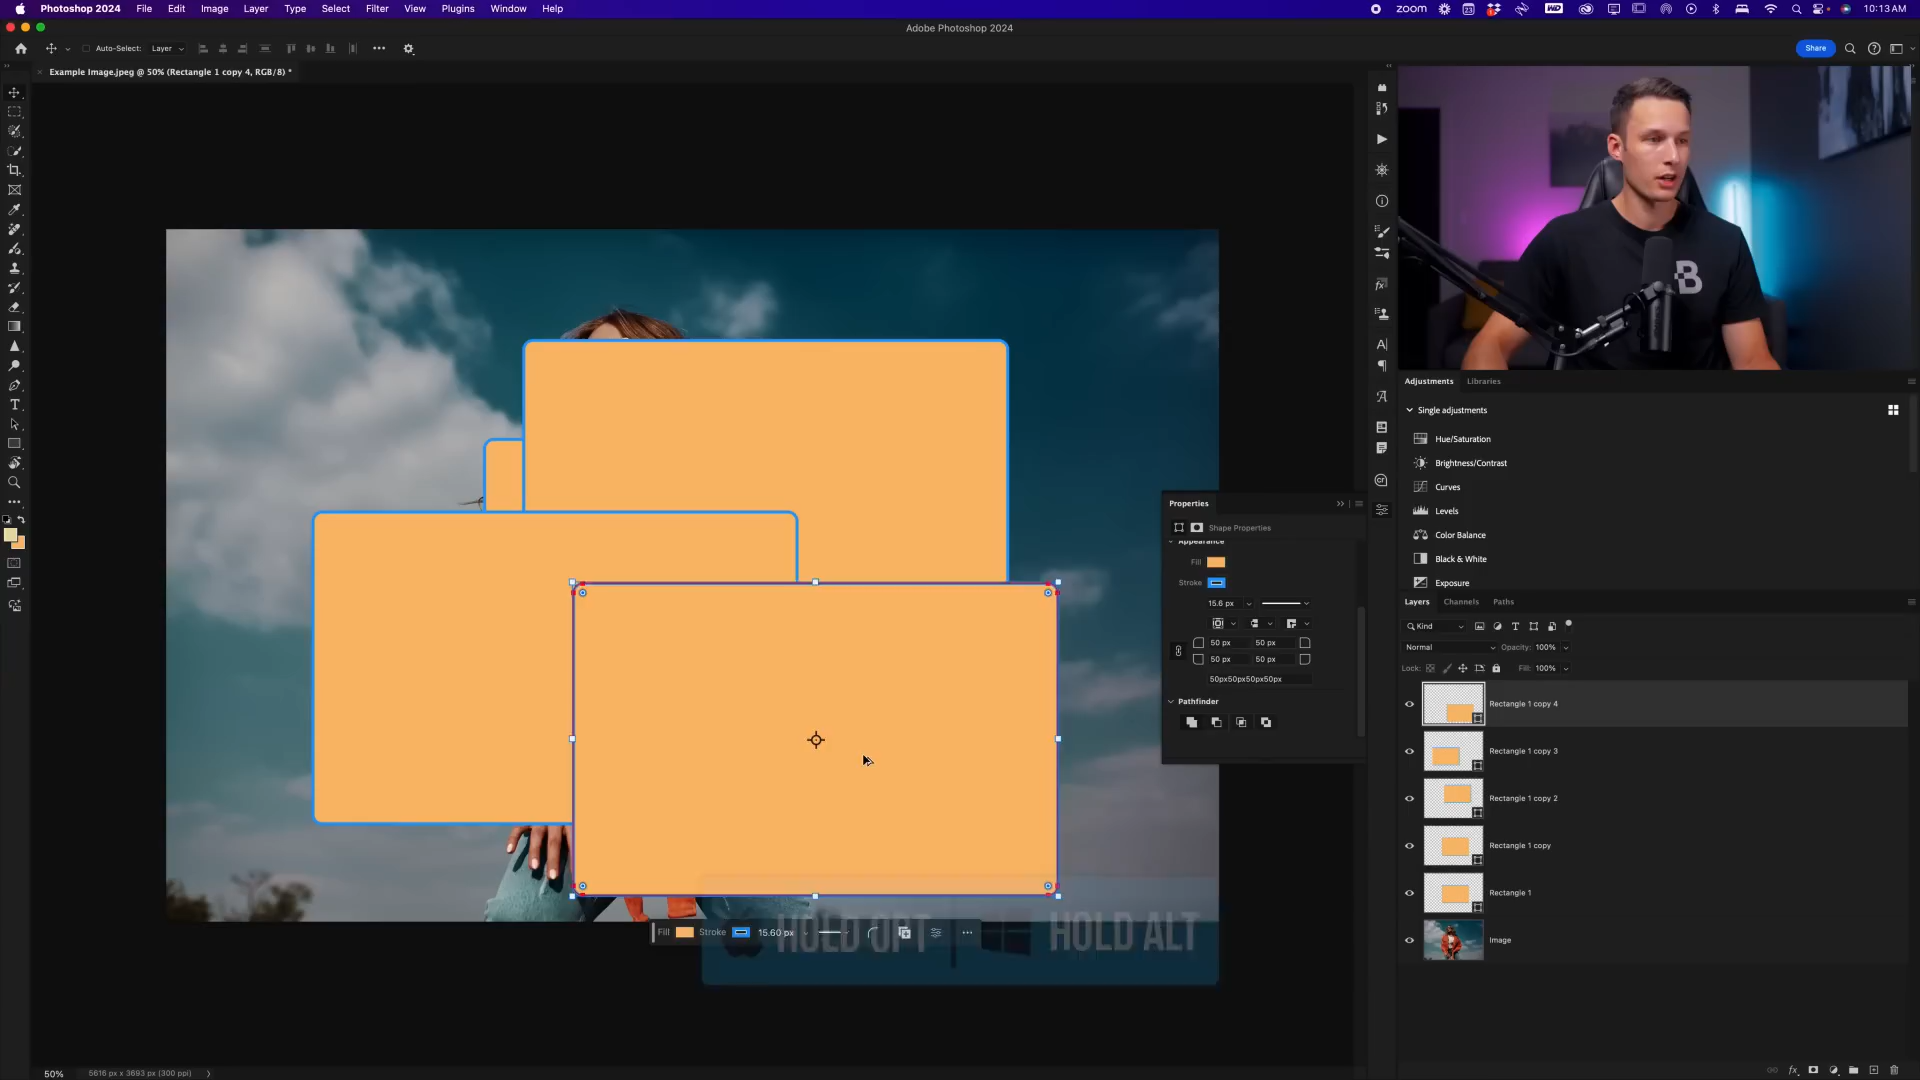 Photoshop 2024 File Edit Image Layer Type Select Filter View Plugins Window Help
zoom 23 WD 10:13 AM
Adobe Photoshop 2024
Auto-Select: Layer
Share
Example Image.jpeg @ 50% (Rectangle 1 copy 4, RGB/8) *
B
Adjustments Libraries
Single adjustments
Hue/Saturation
Brightness/Contrast
Curves
Levels
Color Balance
Black & White
Exposure
Properties
Shape Properties
Appearance
Fill
Stroke
15.6 px
50 px 50 px
50 px 50 px
50px50px50px50px
Pathfinder
Layers Channels Paths
Kind
Normal Opacity: 100%
Lock: Fill: 100%
Rectangle 1 copy 4
Rectangle 1 copy 3
Rectangle 1 copy 2
Rectangle 1 copy
Rectangle 1
Image
Fill Stroke 15.60 px
HOLD OPT HOLD ALT
50% 5616 px x 3693 px (300 ppi)